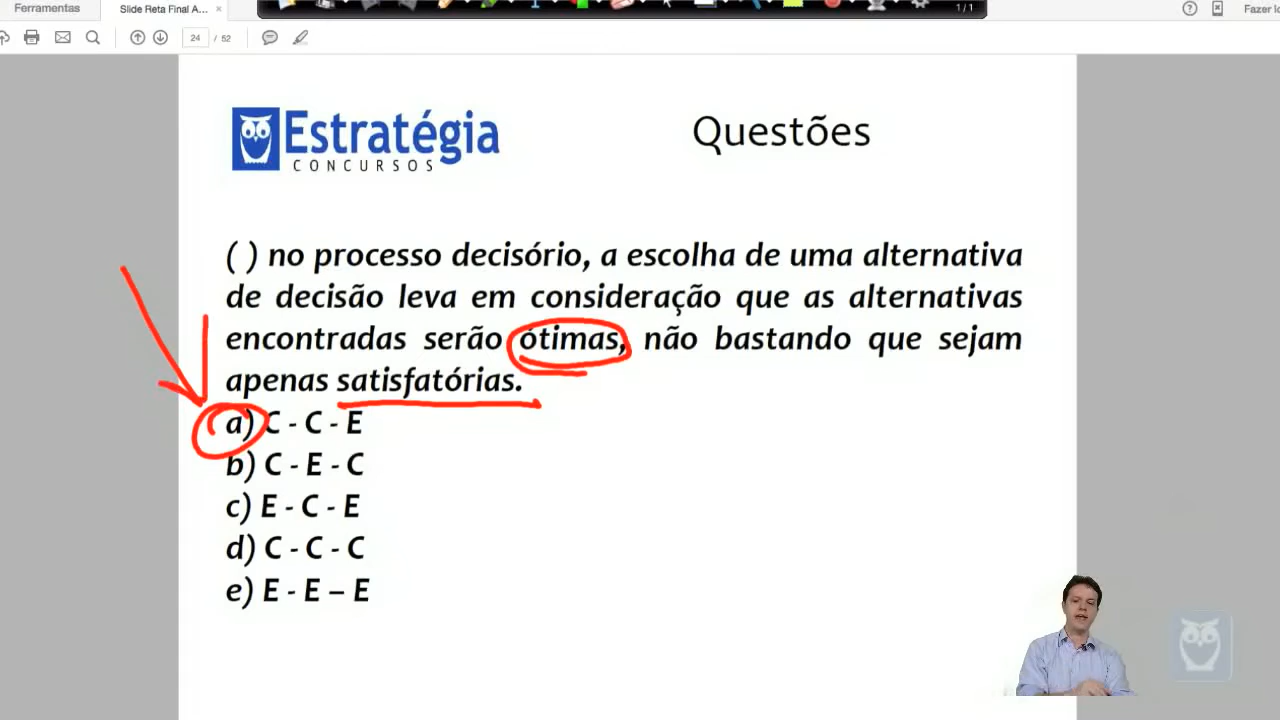 Ferramentas
Slide Reta Final A... ×
1/1
Fazer lo
24 / 52
Estratégia
CONCURSOS
Questões
( ) no processo decisório, a escolha de uma alternativa
de decisão leva em consideração que as alternativas
encontradas serão ótimas, não bastando que sejam
apenas satisfatórias.
a) C - C - E
b) C - E - C
c) E - C - E
d) C - C - C
e) E - E – E